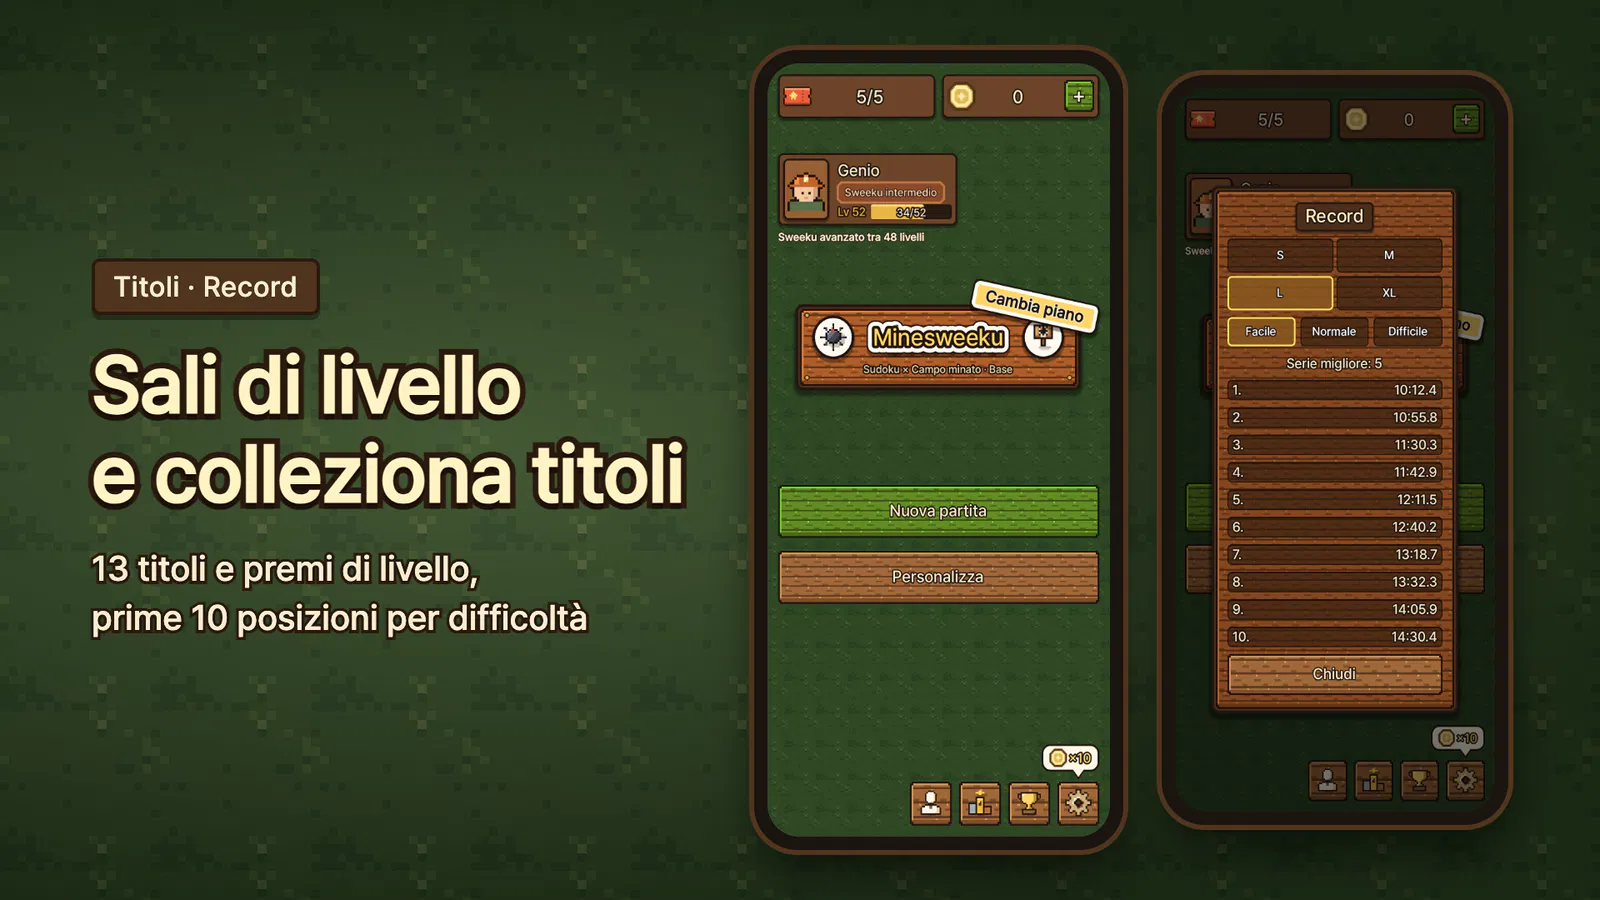 Titoli · Record
Sali di livello
e colleziona titoli
13 titoli e premi di livello,
prime 10 posizioni per difficoltà
5/5
0
Genio
Sweeku intermedio
Lv 52
34/52
Sweeku avanzato tra 48 livelli
Cambia piano
Minesweeku
Sudoku × Campo minato · Base
Nuova partita
Personalizza
×10
5/5
0
Record
S
M
L
XL
Facile
Normale
Difficile
Serie migliore: 5
1. 10:12.4
2. 10:55.8
3. 11:30.3
4. 11:42.9
5. 12:11.5
6. 12:40.2
7. 13:18.7
8. 13:32.3
9. 14:05.9
10. 14:30.4
Chiudi
×10